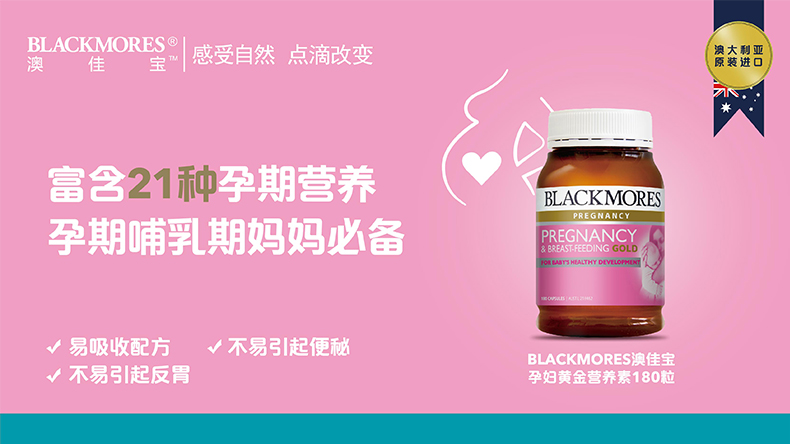 BLACKMORES®
澳佳宝™
感受自然 点滴改变
澳大利亚
原装进口
富含21种孕期营养
孕期哺乳期妈妈必备
易吸收配方
不易引起便秘
不易引起反胃
BLACKMORES
PREGNANCY
PREGNANCY
& BREAST-FEEDING GOLD
FOR BABY'S HEALTHY DEVELOPMENT
BLACKMORES澳佳宝
孕妇黄金营养素180粒